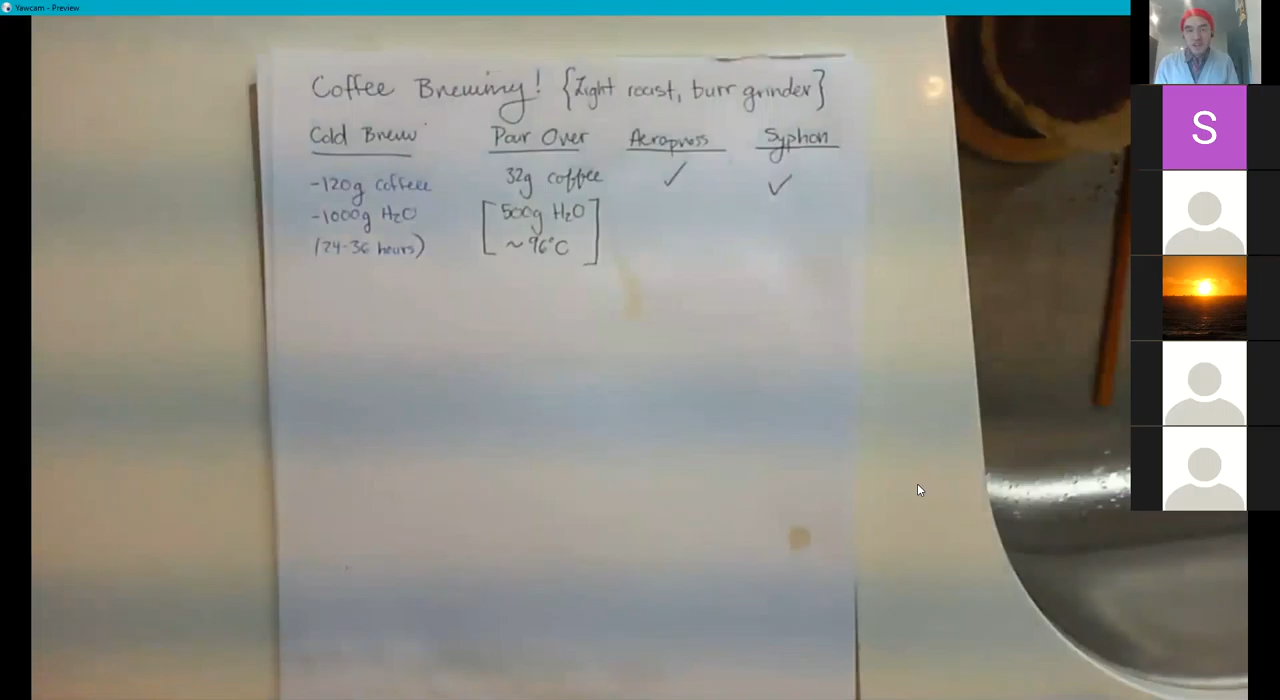 Yawcam - Preview
Coffee Brewing! {Light roast, burr grinder}
Cold Brew Pour Over Aeropress Syphon
-120g coffeee 32g coffee ✓ ✓
-1000g H2O [500g H2O
(24-36 hours) ~96°C]
S